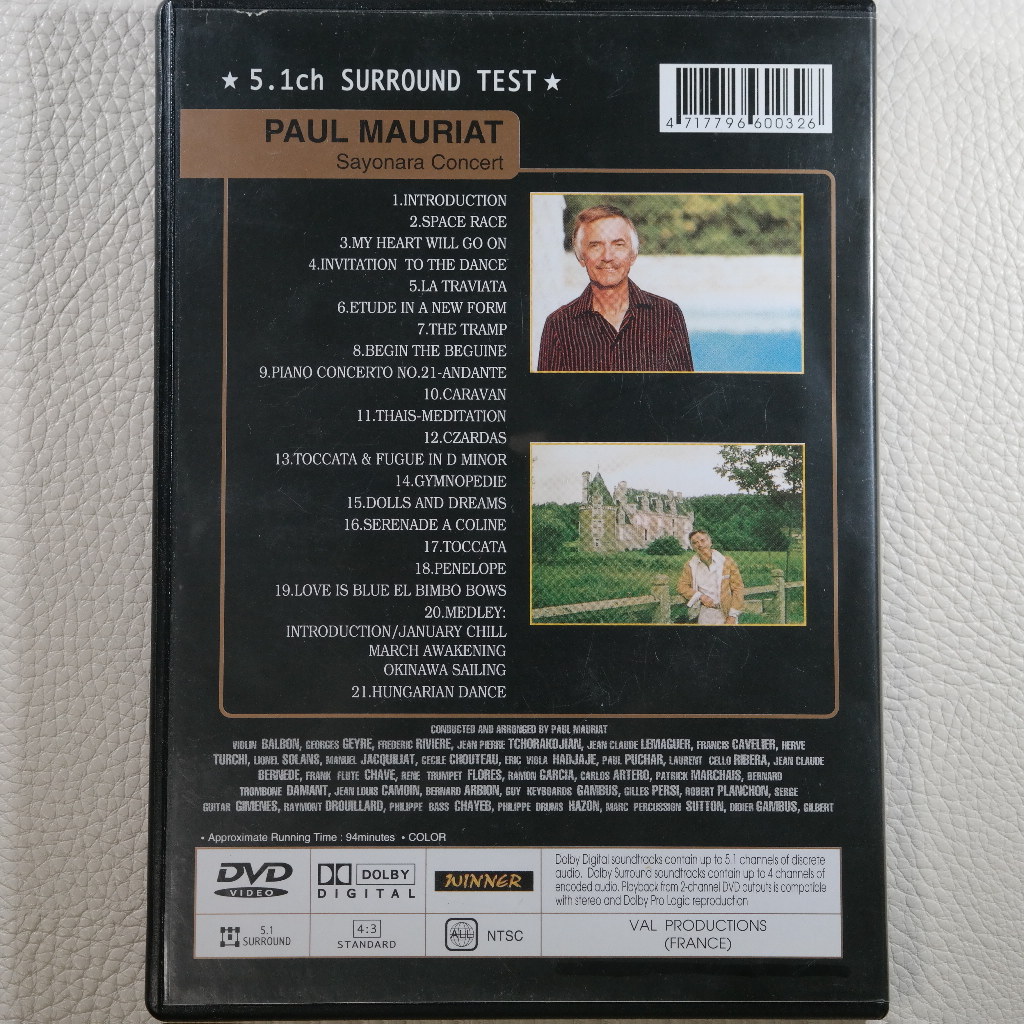 ★ 5.1ch SURROUND TEST ★
4 717796 600326
PAUL MAURIAT
Sayonara Concert
1.INTRODUCTION
2.SPACE RACE
3.MY HEART WILL GO ON
4.INVITATION TO THE DANCE
5.LA TRAVIATA
6.ETUDE IN A NEW FORM
7.THE TRAMP
8.BEGIN THE BEGUINE
9.PIANO CONCERTO NO.21-ANDANTE
10.CARAVAN
11.THAIS-MEDITATION
12.CZARDAS
13.TOCCATA & FUGUE IN D MINOR
14.GYMNOPEDIE
15.DOLLS AND DREAMS
16.SERENADE A COLINE
17.TOCCATA
18.PENELOPE
19.LOVE IS BLUE EL BIMBO BOWS
20.MEDLEY:
INTRODUCTION/JANUARY CHILL
MARCH AWAKENING
OKINAWA SAILING
21.HUNGARIAN DANCE
CONDUCTED AND ARRANGED BY PAUL MAURIAT
VIOLIN BALBON, GEORGES GEYRE, FREDERIC RIVIERE, JEAN PIERRE TCHORAKDJIAN, JEAN CLAUDE LEMAGUER, FRANCIS CAVELIER, HERVE
TURCHI, LIONEL SOLANS, MANUEL JACQUILIAT, CECILE CHOUTEAU, ERIC VIOLA HADJAJE, PAUL PUCHAR, LAURENT CELLO RIBERA, JEAN CLAUDE
BERNEDE, FRANK FLUTE CHAVE, RENE TRUMPET FLORES, RAMON GARCIA, CARLOS ARTERO, PATRICK MARCHAIS, BERNARD
TROMBONE DAMANT, JEAN LOUIS CAMOIN, BERNARD ARBION, GUY KEYBOARDS GAMBUS, GILLES PERSI, ROBERT PLANCHON, SERGE
GUITAR GIMENES, RAYMONT DROUILLARD, PHILIPPE BASS CHAYEB, PHILIPPE DRUMS HAZON, MARC PERCUSSION SUTTON, DIDIER GAMBUS, GILBERT
• Approximate Running Time : 94minutes • COLOR
DVD
VIDEO
DOLBY
DIGITAL
WINNER
Dolby Digital soundtracks contain up to 5.1 channels of discrete
audio. Dolby Surround soundtracks contain up to 4 channels of
encoded audio. Playback from 2-channel DVD outputs is compatible
with stereo and Dolby Pro Logic reproduction
5.1
SURROUND
4:3
STANDARD
ALL
NTSC
VAL PRODUCTIONS
(FRANCE)